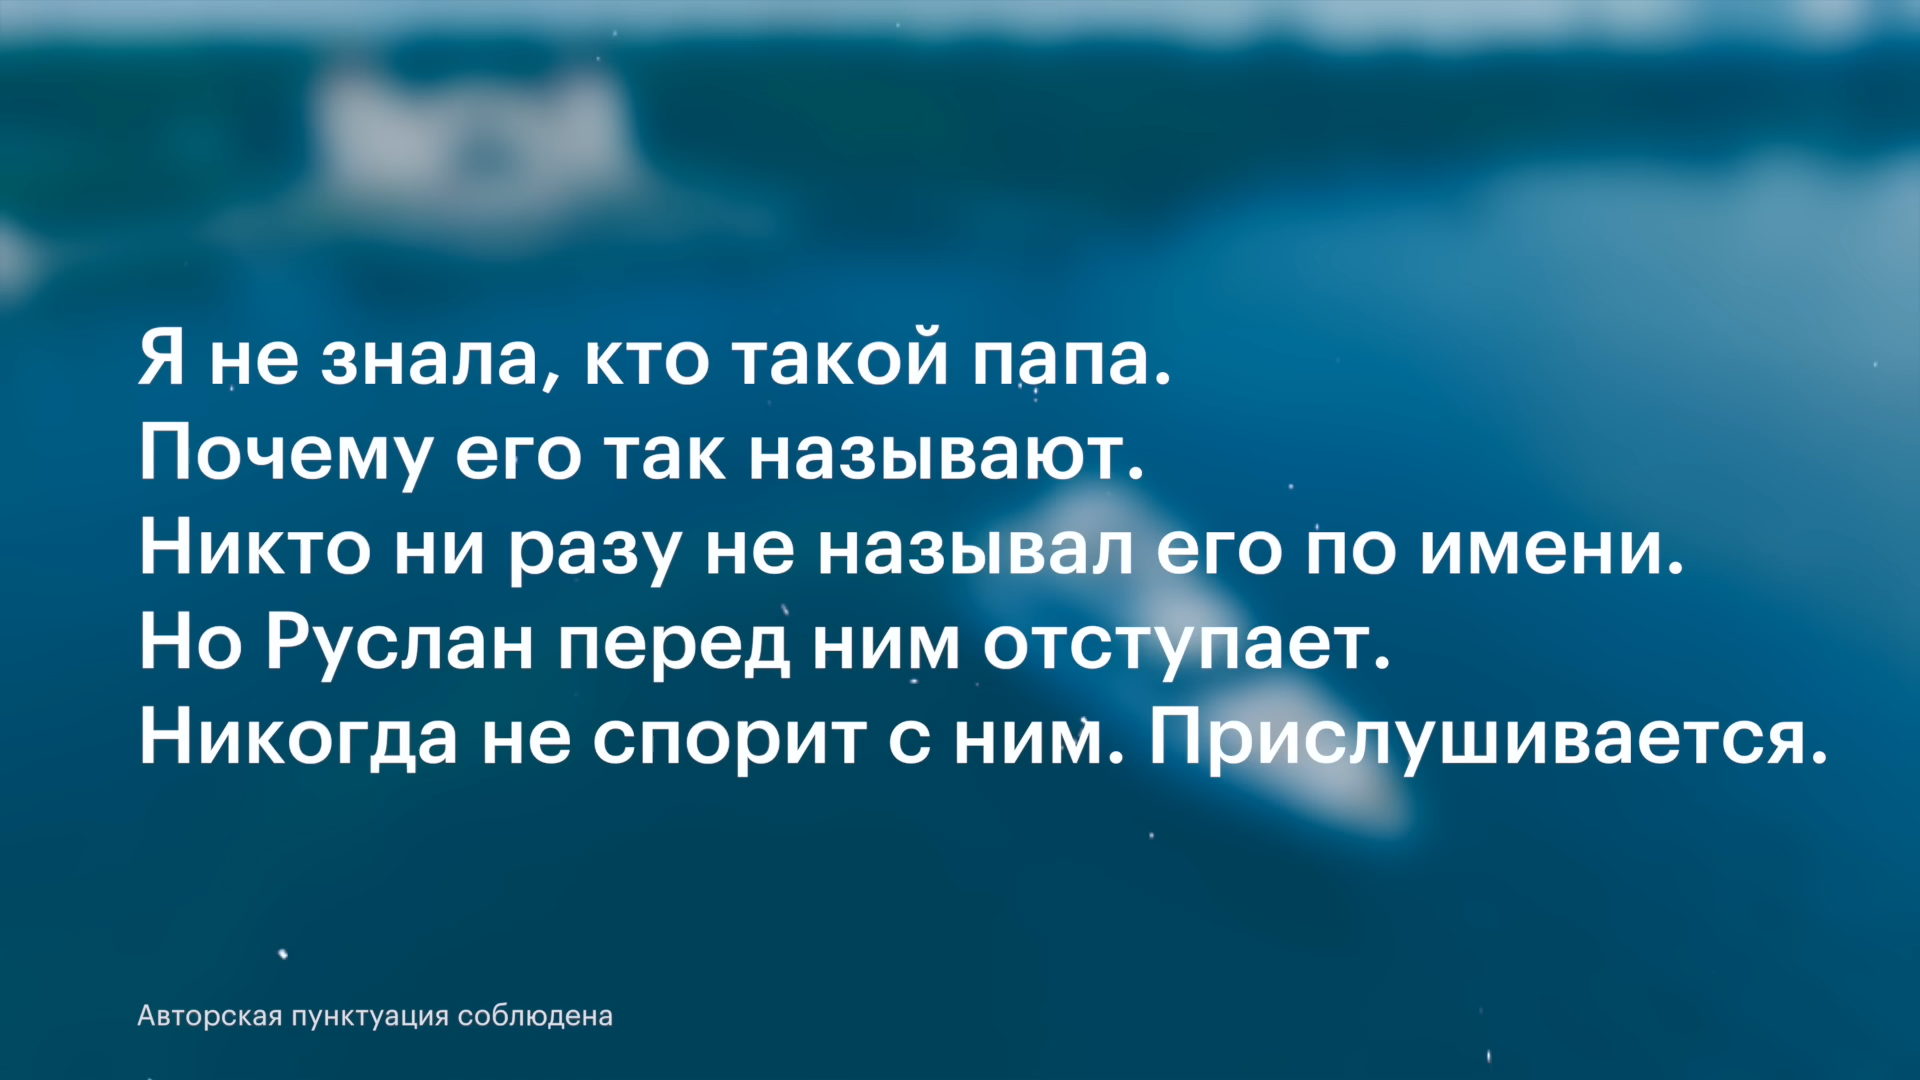 Я не знала, кто такой папа.
Почему его так называют.
Никто ни разу не называл его по имени.
Но Руслан перед ним отступает.
Никогда не спорит с ним. Прислушивается.
Авторская пунктуация соблюдена